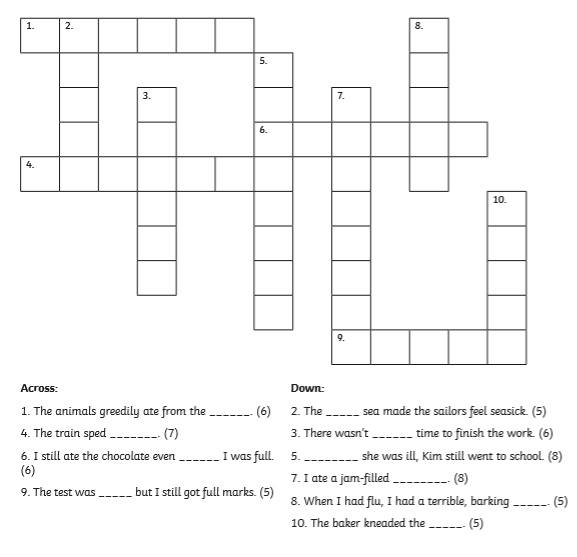 1. 2. 8.
5.
3. 7.
6.
4.
10.
9.
Across:
1. The animals greedily ate from the ______. (6)
4. The train sped _______. (7)
6. I still ate the chocolate even ______ I was full.
(6)
9. The test was _____ but I still got full marks. (5)
Down:
2. The _____ sea made the sailors feel seasick. (5)
3. There wasn't ______ time to finish the work. (6)
5. ________ she was ill, Kim still went to school. (8)
7. I ate a jam-filled ________. (8)
8. When I had flu, I had a terrible, barking _____. (5)
10. The baker kneaded the _____. (5)